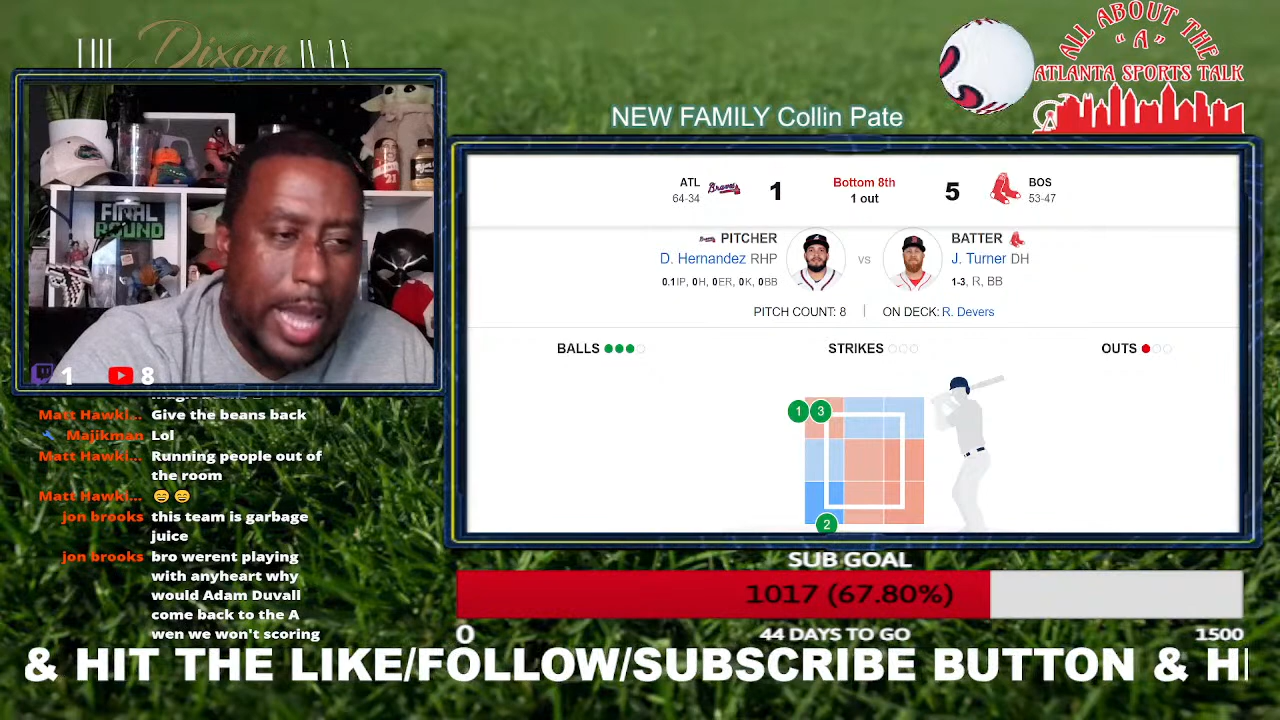 Dixon
ALL ABOUT THE
"A"
ATLANTA SPORTS TALK
NEW FAMILY Collin Pate
FINAL
ROUND
21
ATL
64-34
Braves
1
Bottom 8th
1 out
5
BOS
53-47
PITCHER
D. Hernandez RHP
0.1IP, 0H, 0ER, 0K, 0BB
vs
BATTER
J. Turner DH
1-3, R, BB
PITCH COUNT: 8
ON DECK: R. Devers
BALLS
STRIKES
OUTS
1
3
2
1
8
Matt Hawki... Give the beans back
Majikman Lol
Matt Hawki... Running people out of
the room
Matt Hawki... 😄 😄
jon brooks this team is garbage
juice
jon brooks bro werent playing
with anyheart why
would Adam Duvall
come back to the A
wen we won't scoring
SUB GOAL
1017 (67.80%)
0
44 DAYS TO GO
1500
& HIT THE LIKE/FOLLOW/SUBSCRIBE BUTTON & HI